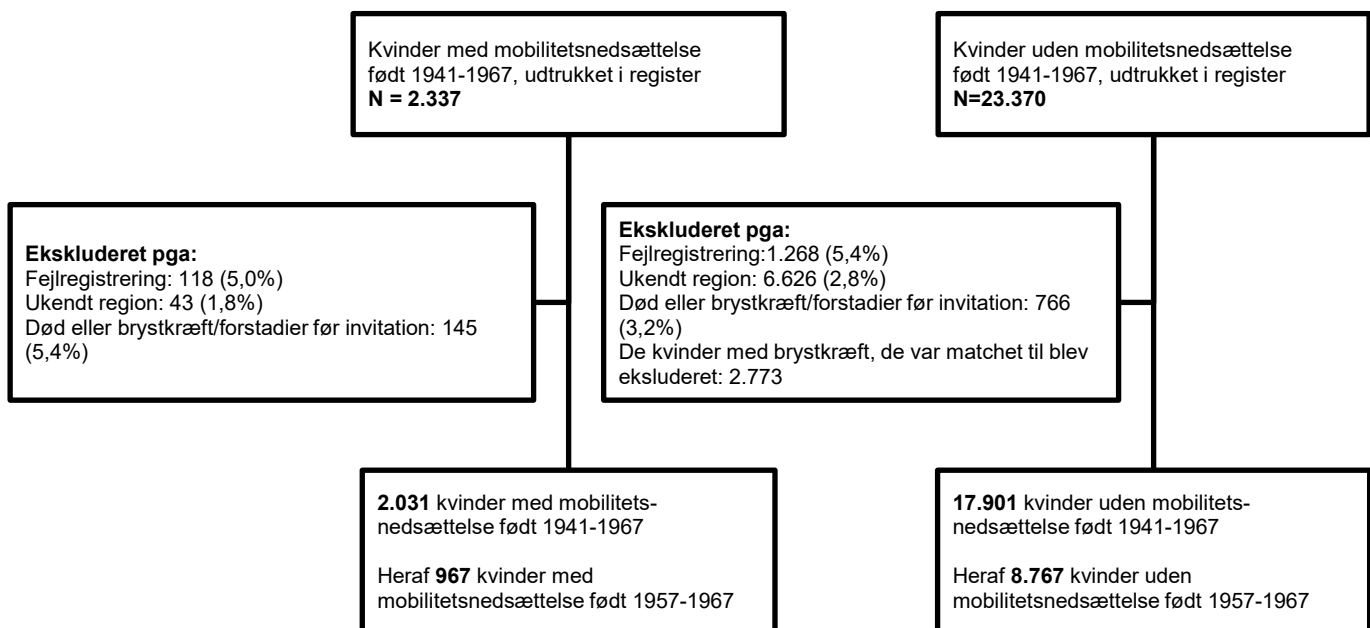 Kvinder med mobilitetsnedsættelse
født 1941-1967, udtrukket i register
N = 2.337
Kvinder uden mobilitetsnedsættelse
født 1941-1967, udtrukket i register
N=23.370
Ekskluderet pga:
Fejlregistrering: 118 (5,0%)
Ukendt region: 43 (1,8%)
Død eller brystkræft/forstadier før invitation: 145
(5,4%)
Ekskluderet pga:
Fejlregistrering:1.268 (5,4%)
Ukendt region: 6.626 (2,8%)
Død eller brystkræft/forstadier før invitation: 766
(3,2%)
De kvinder med brystkræft, de var matchet til blev
eksluderet: 2.773
2.031 kvinder med mobilitets-
nedsættelse født 1941-1967
Heraf 967 kvinder med
mobilitetsnedsættelse født 1957-1967
17.901 kvinder uden mobilitets-
nedsættelse født 1941-1967
Heraf 8.767 kvinder uden
mobilitetsnedsættelse født 1957-1967